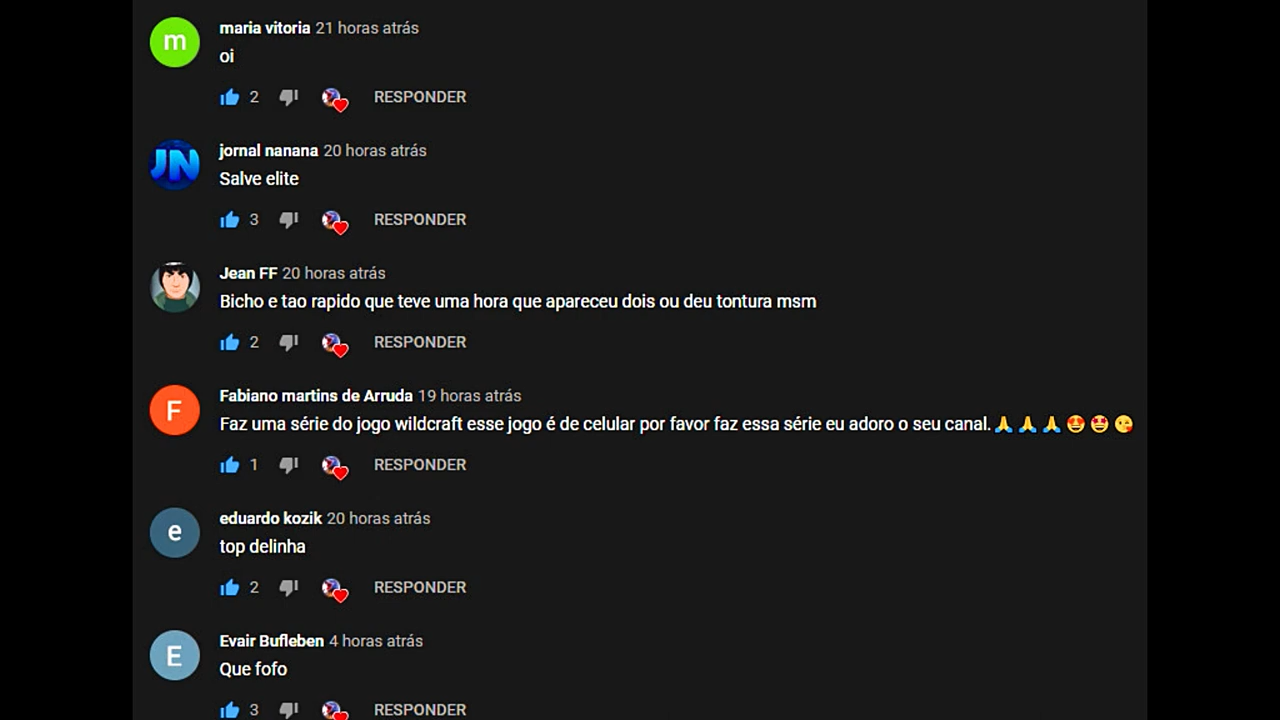 m
maria vitoria 21 horas atrás
oi
2 RESPONDER
JN
jornal nanana 20 horas atrás
Salve elite
3 RESPONDER
Jean FF 20 horas atrás
Bicho e tao rapido que teve uma hora que apareceu dois ou deu tontura msm
2 RESPONDER
F
Fabiano martins de Arruda 19 horas atrás
Faz uma série do jogo wildcraft esse jogo é de celular por favor faz essa série eu adoro o seu canal.🙏🙏🙏🤩🤩😘
1 RESPONDER
e
eduardo kozik 20 horas atrás
top delinha
2 RESPONDER
E
Evair Bufleben 4 horas atrás
Que fofo
3 RESPONDER